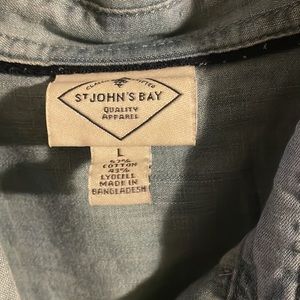 ST JOHN'S BAY
QUALITY
APPAREL
L
57%
COTTON
43%
LYOCELL
MADE IN
BANGLADESH